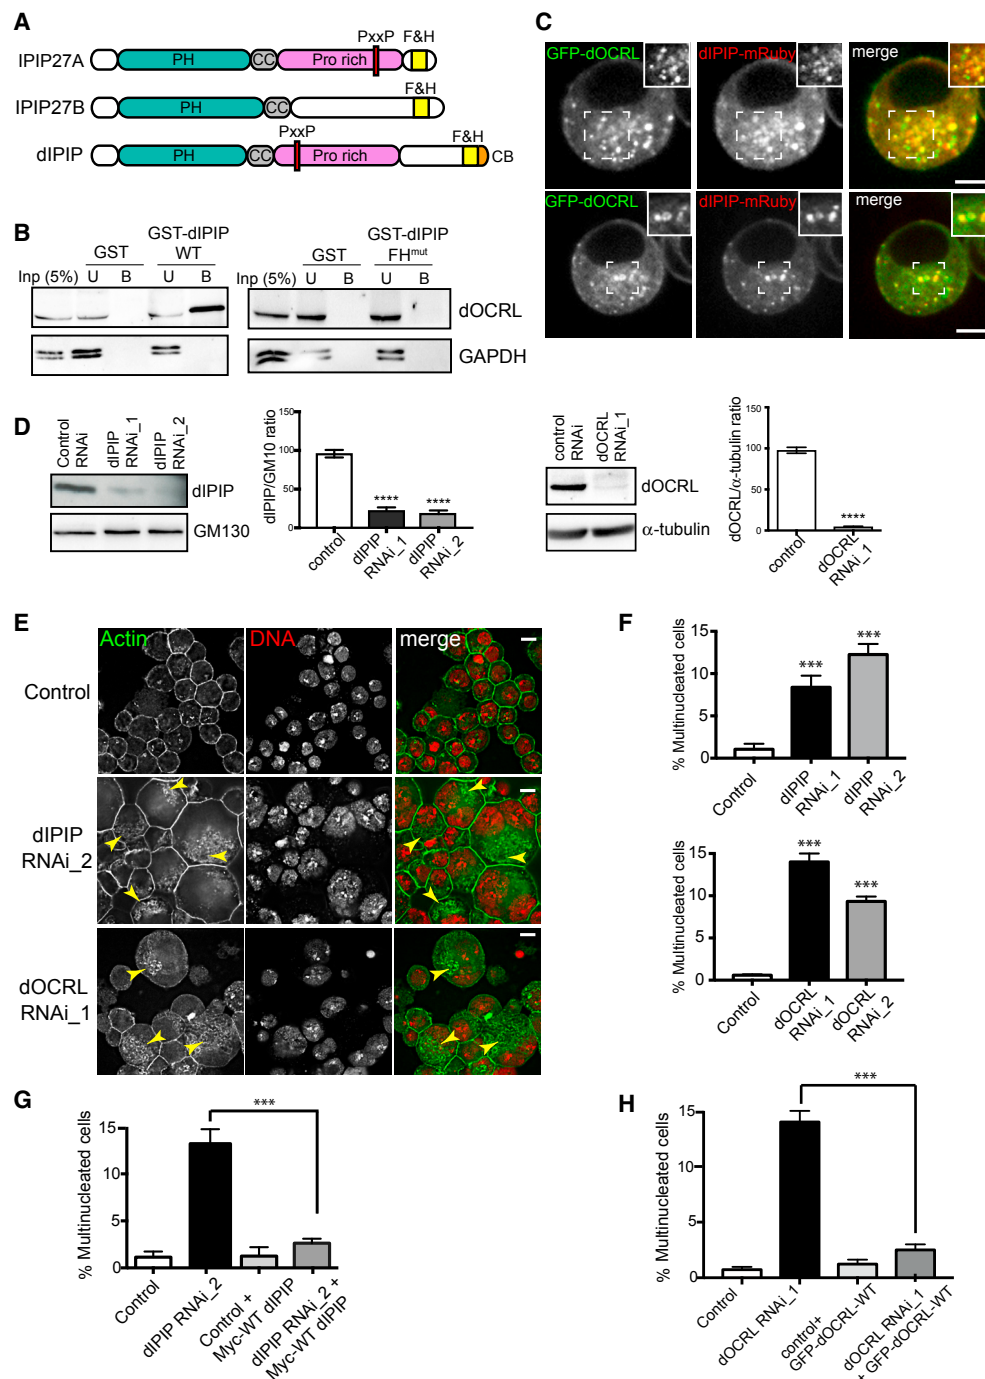 A
PxxP
F&H
IPIP27A
PH
CC
Pro rich
F&H
IPIP27B
PH
CC
PxxP
F&H
dIPIP
PH
CC
Pro rich
CB
B
GST
GST-dIPIP WT
GST
GST-dIPIP FHmut
Inp (5%) U B U B
Inp (5%) U B U B
dOCRL
GAPDH
C
GFP-dOCRL
dIPIP-mRuby
merge
GFP-dOCRL
dIPIP-mRuby
merge
D
Control RNAi
dIPIP RNAi_1
dIPIP RNAi_2
dIPIP
GM130
dIPIP/GM10 ratio
150
100
50
0
****
****
control
dIPIP RNAi_1
dIPIP RNAi_2
control RNAi
dOCRL RNAi_1
dOCRL
α-tubulin
dOCRL/α-tubulin ratio
150
100
50
0
****
control
dOCRL RNAi_1
E
Actin
DNA
merge
Control
dIPIP
RNAi_2
dOCRL
RNAi_1
F
% Multinucleated cells
15
10
5
0
***
***
Control
dIPIP RNAi_1
dIPIP RNAi_2
% Multinucleated cells
15
10
5
0
***
***
Control
dOCRL RNAi_1
dOCRL RNAi_2
G
% Multinucleated cells
15
10
5
0
***
Control
dIPIP RNAi_2
Control +
Myc-WT dIPIP
dIPIP RNAi_2 +
Myc-WT dIPIP
H
% Multinucleated cells
15
10
5
0
***
Control
dOCRL RNAi_1
control+
GFP-dOCRL-WT
dOCRL RNAi_1
+ GFP-dOCRL-WT